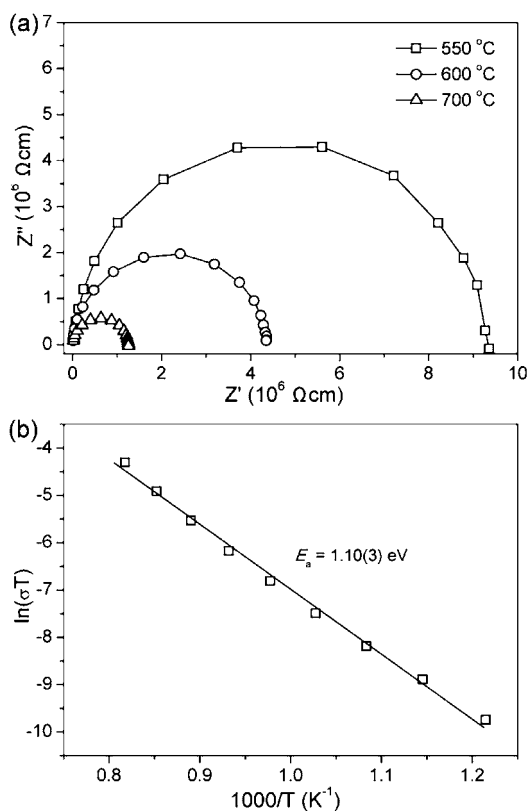 (a)
7
6
5
4
3
2
1
0
Z'' (10⁶ Ωcm)
550 °C
600 °C
700 °C
0 2 4 6 8 10
Z' (10⁶ Ωcm)
(b)
-4
-5
-6
-7
-8
-9
-10
ln(σT)
Eₐ = 1.10(3) eV
0.8 0.9 1.0 1.1 1.2
1000/T (K⁻¹)